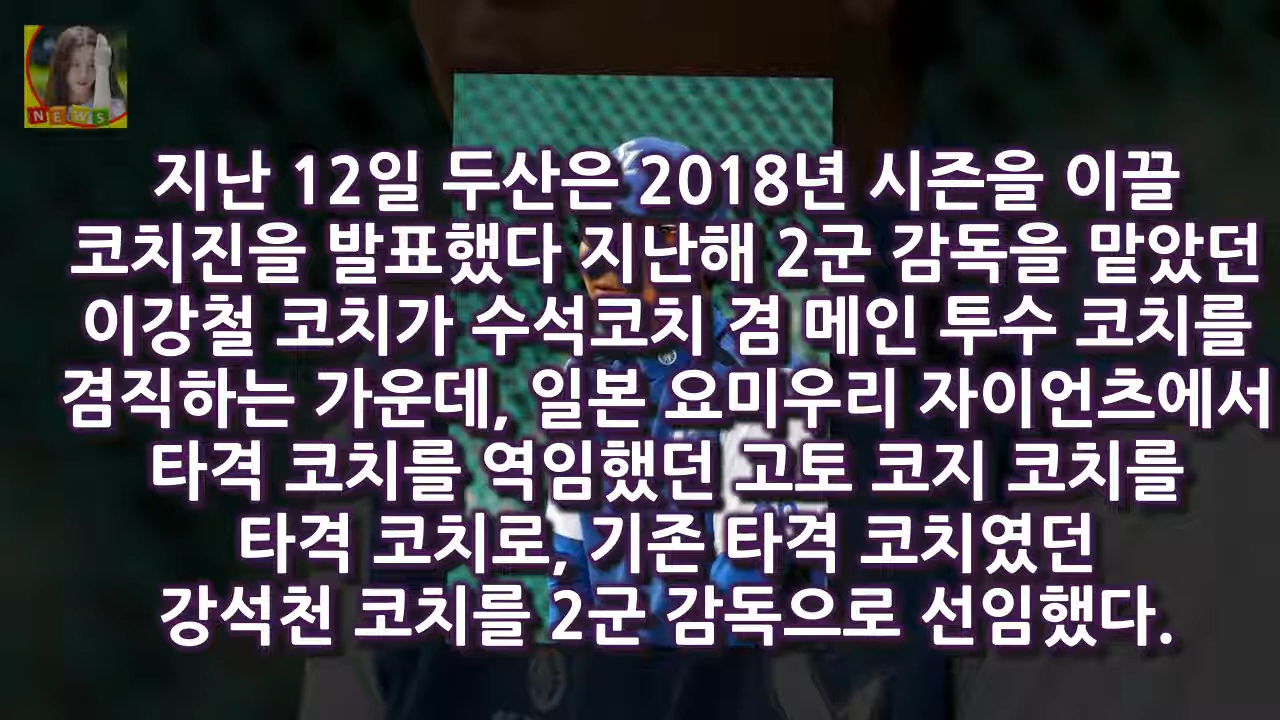 NEWS
지난 12일 두산은 2018년 시즌을 이끌
코치진을 발표했다 지난해 2군 감독을 맡았던
이강철 코치가 수석코치 겸 메인 투수 코치를
겸직하는 가운데, 일본 요미우리 자이언츠에서
타격 코치를 역임했던 고토 코지 코치를
타격 코치로, 기존 타격 코치였던
강석천 코치를 2군 감독으로 선임했다.